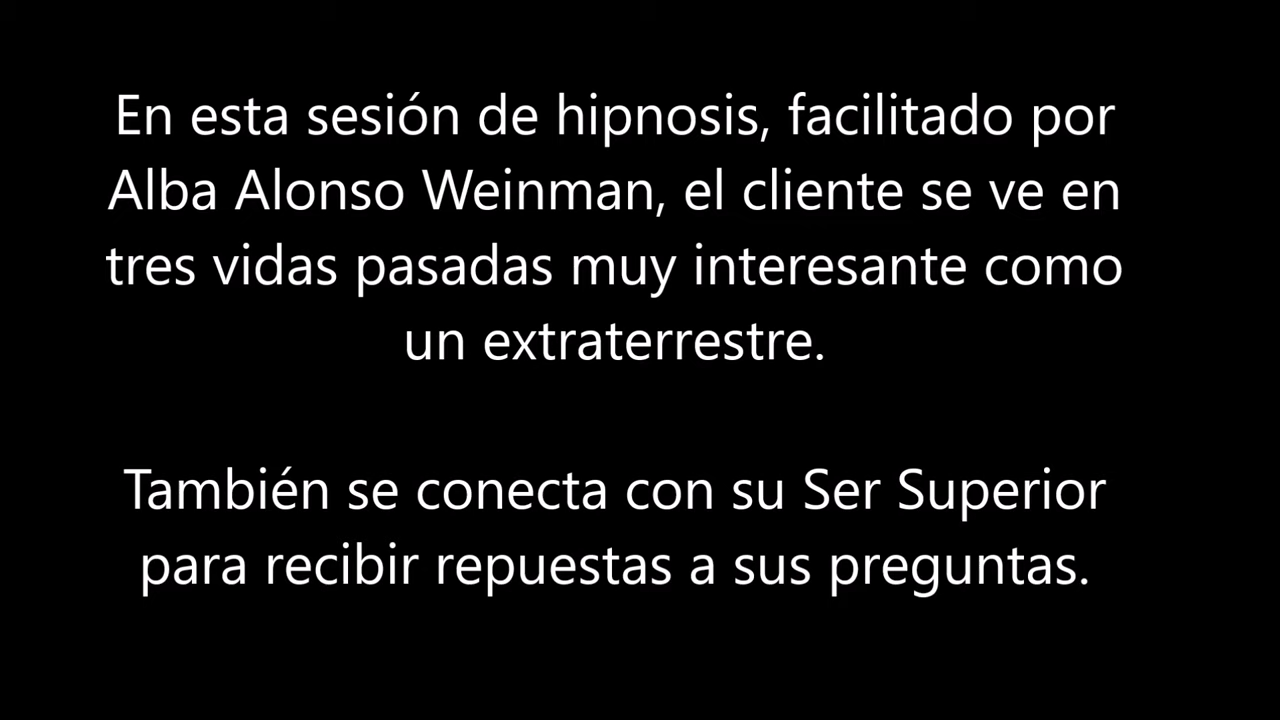 En esta sesión de hipnosis, facilitado por
Alba Alonso Weinman, el cliente se ve en
tres vidas pasadas muy interesante como
un extraterrestre.
También se conecta con su Ser Superior
para recibir repuestas a sus preguntas.